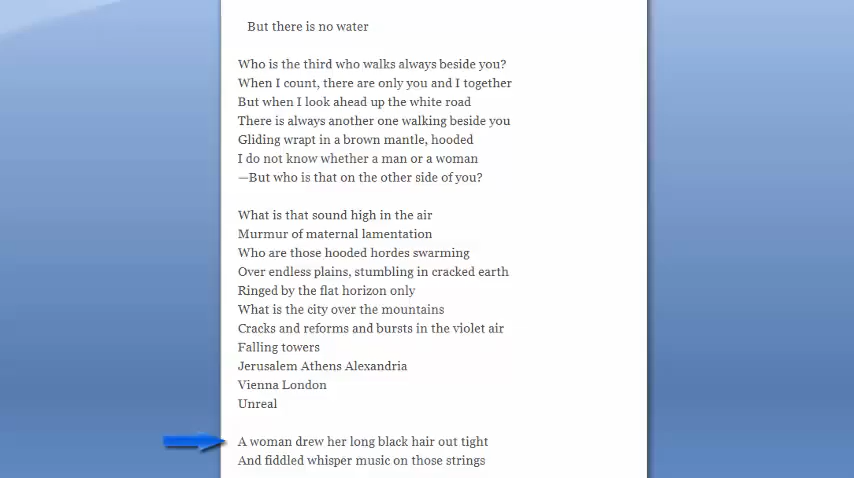 But there is no water
Who is the third who walks always beside you?
When I count, there are only you and I together
But when I look ahead up the white road
There is always another one walking beside you
Gliding wrapt in a brown mantle, hooded
I do not know whether a man or a woman
—But who is that on the other side of you?
What is that sound high in the air
Murmur of maternal lamentation
Who are those hooded hordes swarming
Over endless plains, stumbling in cracked earth
Ringed by the flat horizon only
What is the city over the mountains
Cracks and reforms and bursts in the violet air
Falling towers
Jerusalem Athens Alexandria
Vienna London
Unreal
A woman drew her long black hair out tight
And fiddled whisper music on those strings